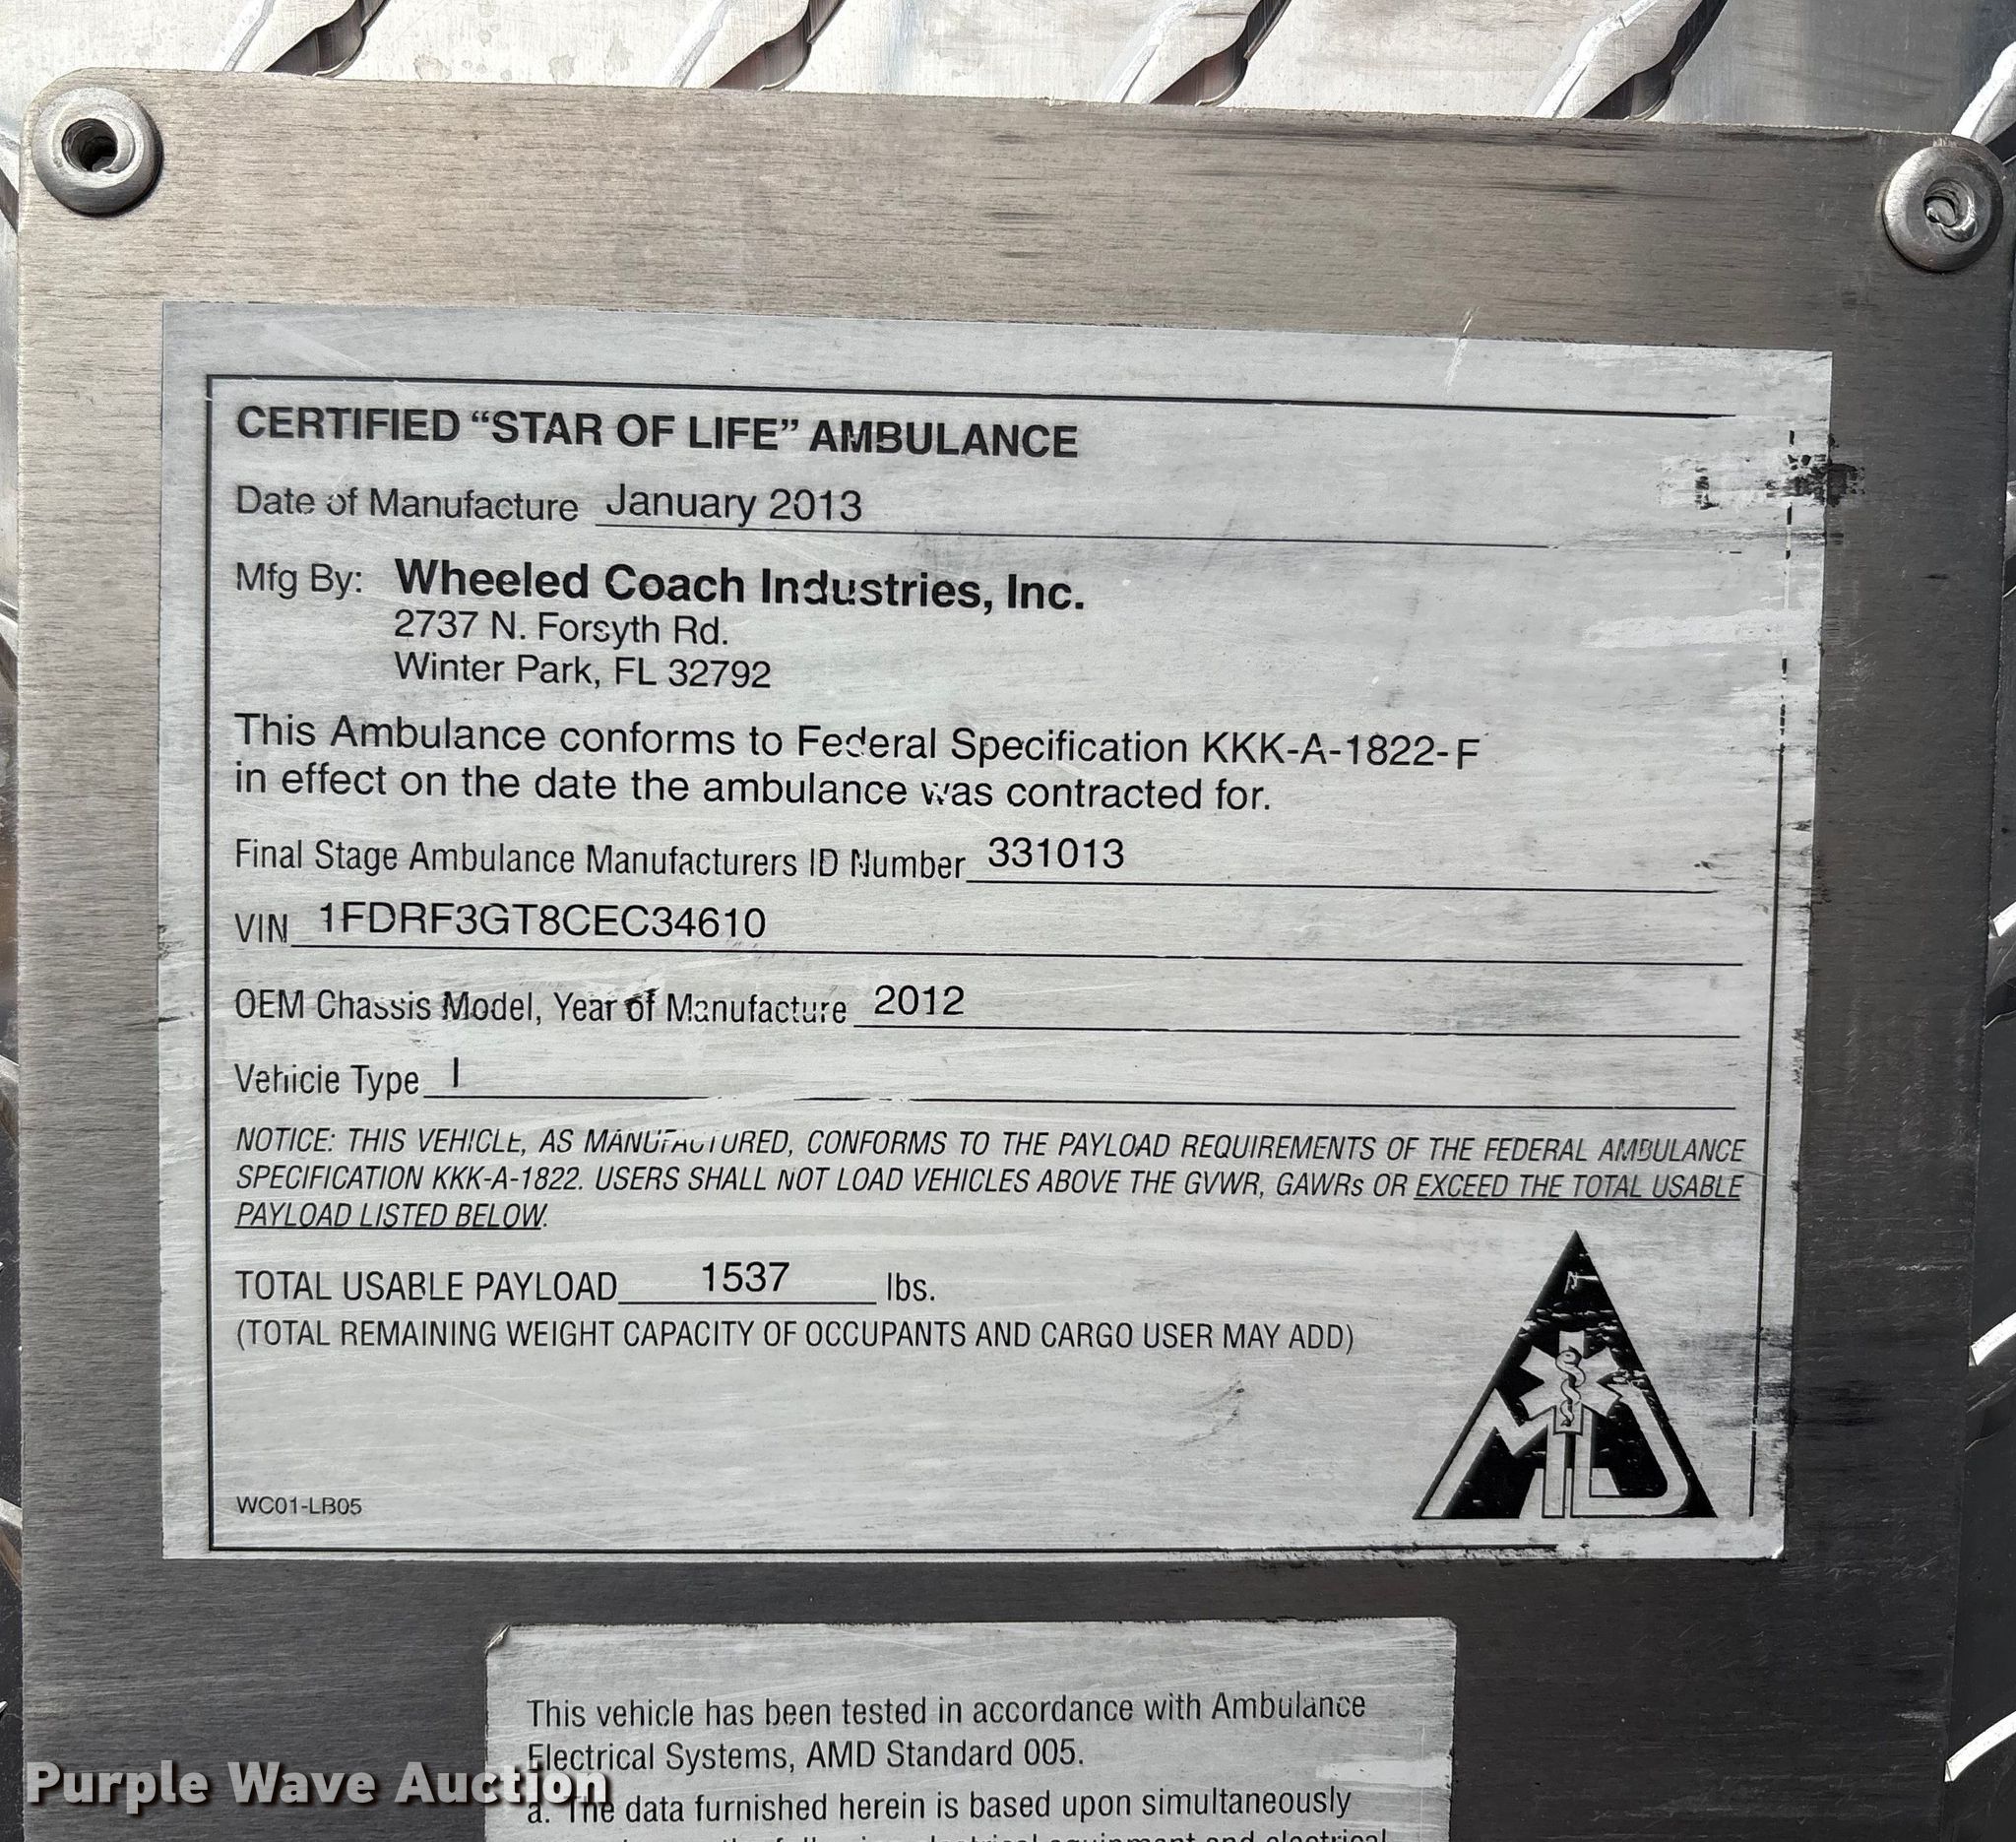 CERTIFIED “STAR OF LIFE” AMBULANCE
Date of Manufacture January 2013
Mfg By: Wheeled Coach Industries, Inc.
2737 N. Forsyth Rd.
Winter Park, FL 32792
This Ambulance conforms to Federal Specification KKK-A-1822-F
in effect on the date the ambulance was contracted for.
Final Stage Ambulance Manufacturers ID Number 331013
VIN 1FDRF3GT8CEC34610
OEM Chassis Model, Year of Manufacture 2012
Vehicle Type I
NOTICE: THIS VEHICLE, AS MANUFACTURED, CONFORMS TO THE PAYLOAD REQUIREMENTS OF THE FEDERAL AMBULANCE
SPECIFICATION KKK-A-1822. USERS SHALL NOT LOAD VEHICLES ABOVE THE GVWR, GAWRs OR EXCEED THE TOTAL USABLE
PAYLOAD LISTED BELOW.
TOTAL USABLE PAYLOAD 1537 lbs.
(TOTAL REMAINING WEIGHT CAPACITY OF OCCUPANTS AND CARGO USER MAY ADD)
AMD
WC01-LB05
This vehicle has been tested in accordance with Ambulance
Electrical Systems, AMD Standard 005.
a. The data furnished herein is based upon simultaneously
electrical equipment and electrical
Purple Wave Auction